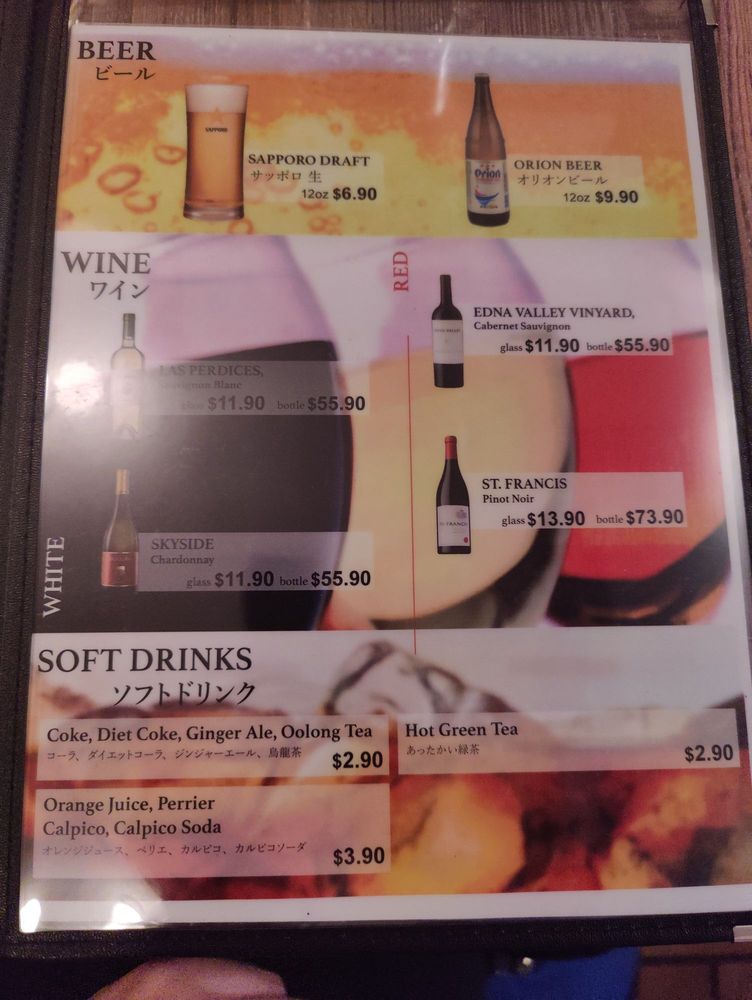 BEER
ビール
SAPPORO
SAPPORO DRAFT
サッポロ 生
12oz $6.90
Orion
ORION BEER
オリオンビール
12oz $9.90
WINE
ワイン
WHITE
LAS PERDICES,
Sauvignon Blanc
glass $11.90 bottle $55.90
SKYSIDE
Chardonnay
glass $11.90 bottle $55.90
RED
EDNA VALLEY VINYARD,
Cabernet Sauvignon
glass $11.90 bottle $55.90
ST. FRANCIS
Pinot Noir
glass $13.90 bottle $73.90
SOFT DRINKS
ソフトドリンク
Coke, Diet Coke, Ginger Ale, Oolong Tea
コーラ、ダイエットコーラ、ジンジャーエール、烏龍茶
$2.90
Hot Green Tea
あったかい緑茶
$2.90
Orange Juice, Perrier
Calpico, Calpico Soda
オレンジジュース、ペリエ、カルピコ、カルピコソーダ
$3.90